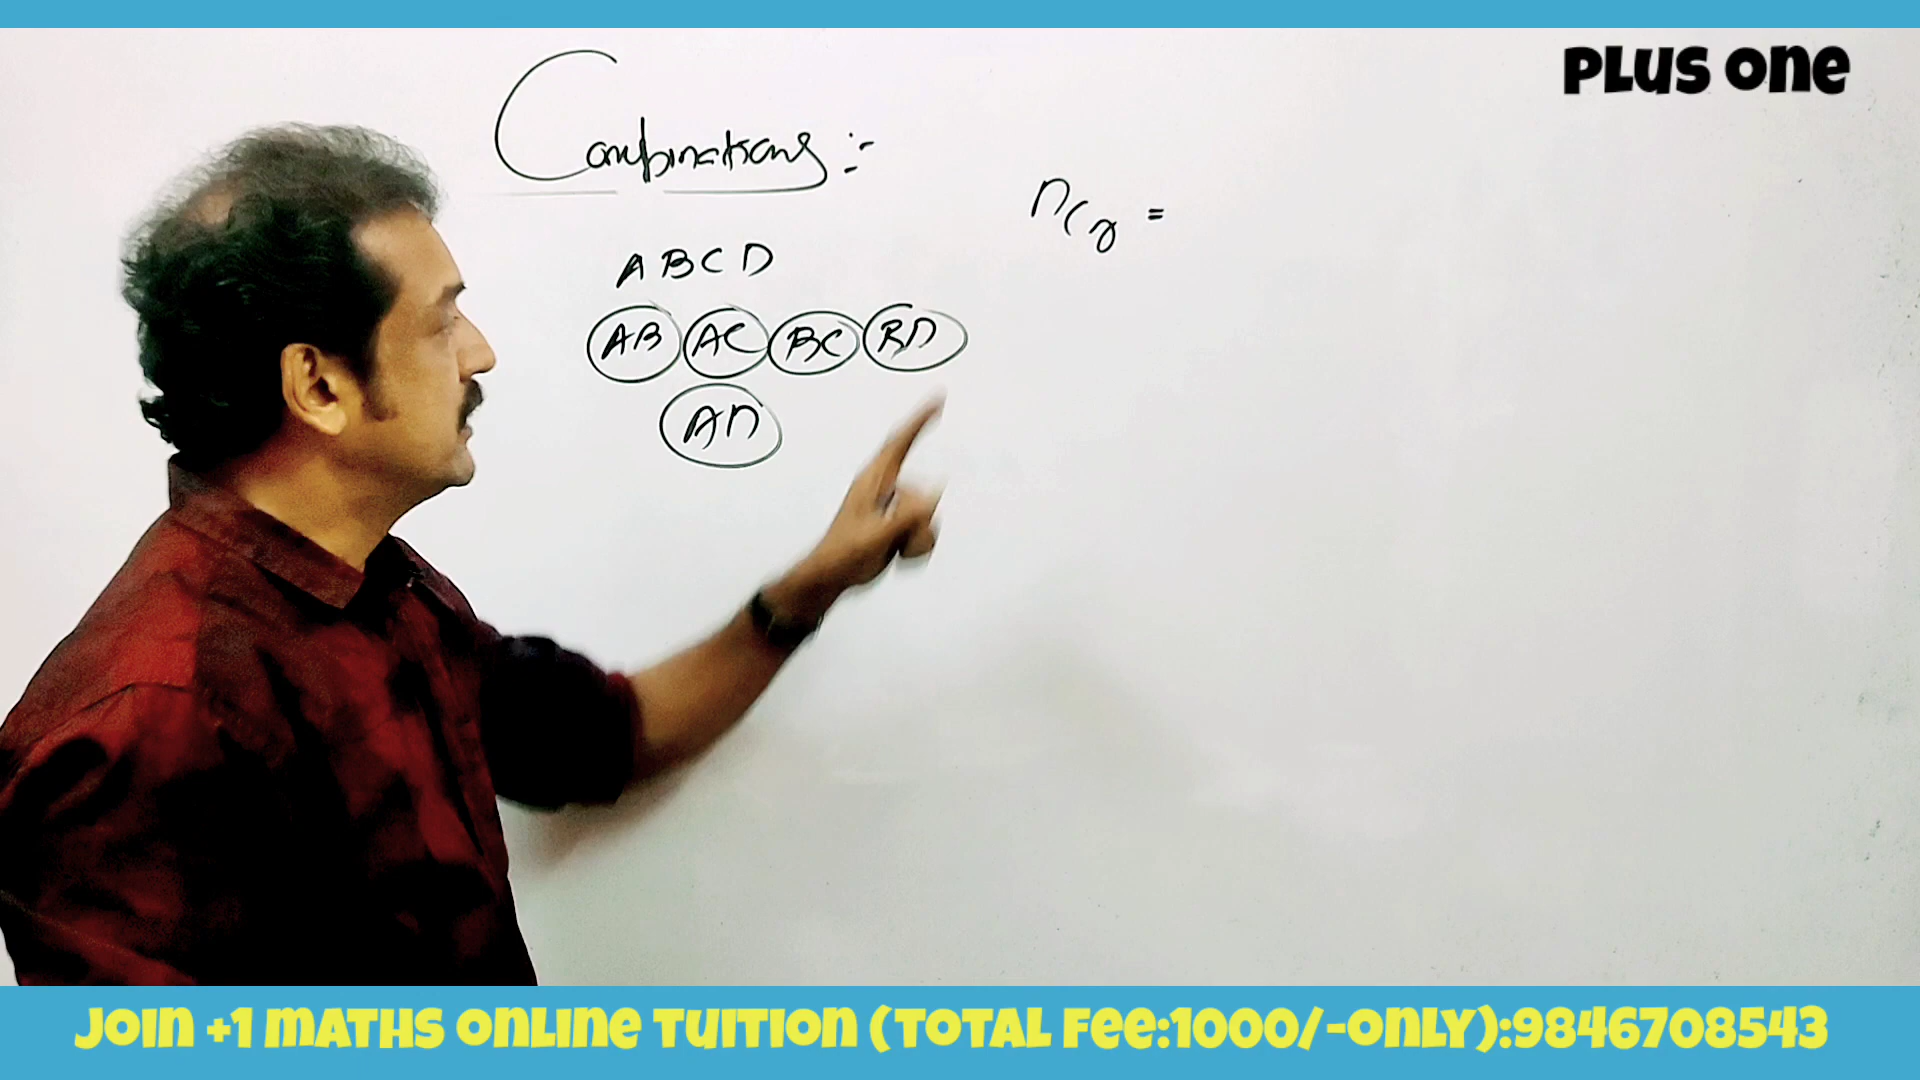 PLUS ONE
Combinations :-
nCr =
A B C D
AB AC BC BD
AD
JOIN +1 MATHS ONLINE TUITION (TOTAL FEE:1000/-ONLY):9846708543